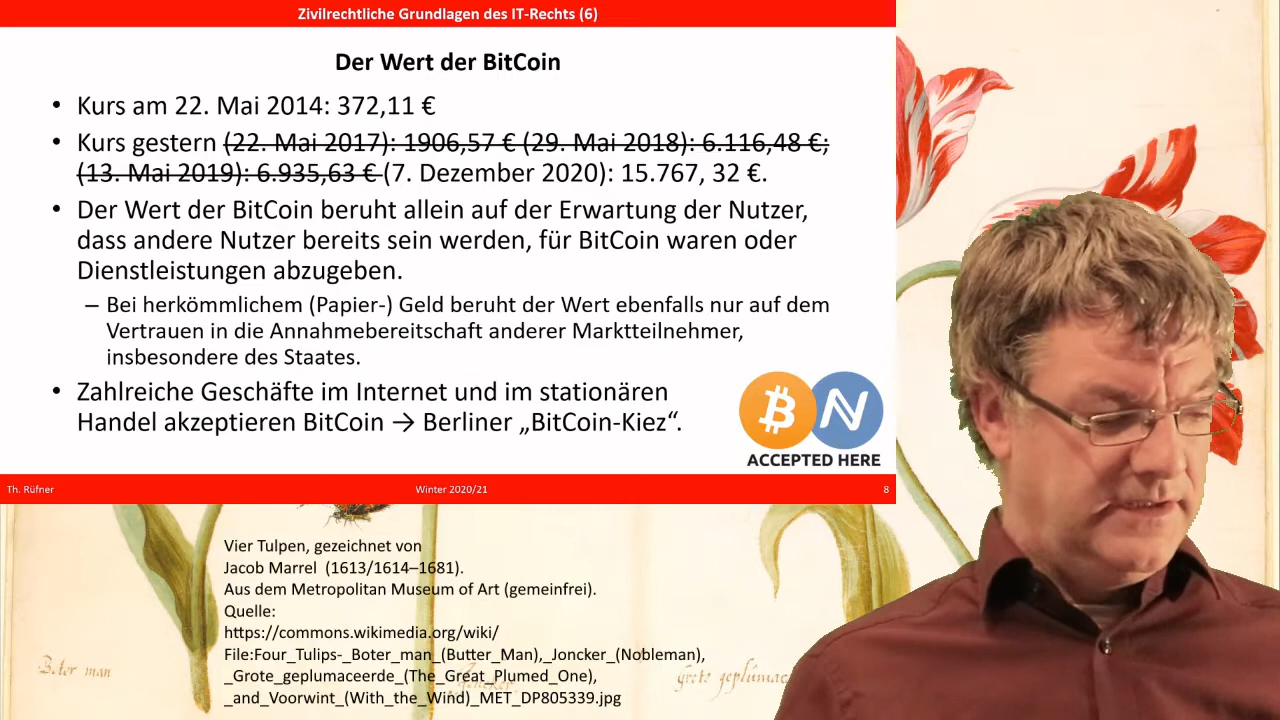 Zivilrechtliche Grundlagen des IT-Rechts (6)
Der Wert der BitCoin
• Kurs am 22. Mai 2014: 372,11 €
• Kurs gestern (22. Mai 2017): 1906,57 € (29. Mai 2018): 6.116,48 €;
(13. Mai 2019): 6.935,63 € (7. Dezember 2020): 15.767, 32 €.
• Der Wert der BitCoin beruht allein auf der Erwartung der Nutzer,
dass andere Nutzer bereits sein werden, für BitCoin waren oder
Dienstleistungen abzugeben.
– Bei herkömmlichem (Papier-) Geld beruht der Wert ebenfalls nur auf dem
Vertrauen in die Annahmebereitschaft anderer Marktteilnehmer,
insbesondere des Staates.
• Zahlreiche Geschäfte im Internet und im stationären
Handel akzeptieren BitCoin → Berliner „BitCoin-Kiez“.
ACCEPTED HERE
Th. Rüfner
Winter 2020/21
8
Vier Tulpen, gezeichnet von
Jacob Marrel (1613/1614–1681).
Aus dem Metropolitan Museum of Art (gemeinfrei).
Quelle:
https://commons.wikimedia.org/wiki/
File:Four_Tulips-_Boter_man_(Butter_Man),_Joncker_(Nobleman),
_Grote_geplumaceerde_(The_Great_Plumed_One),
_and_Voorwint_(With_the_Wind)_MET_DP805339.jpg
Boter man
grote geplumac